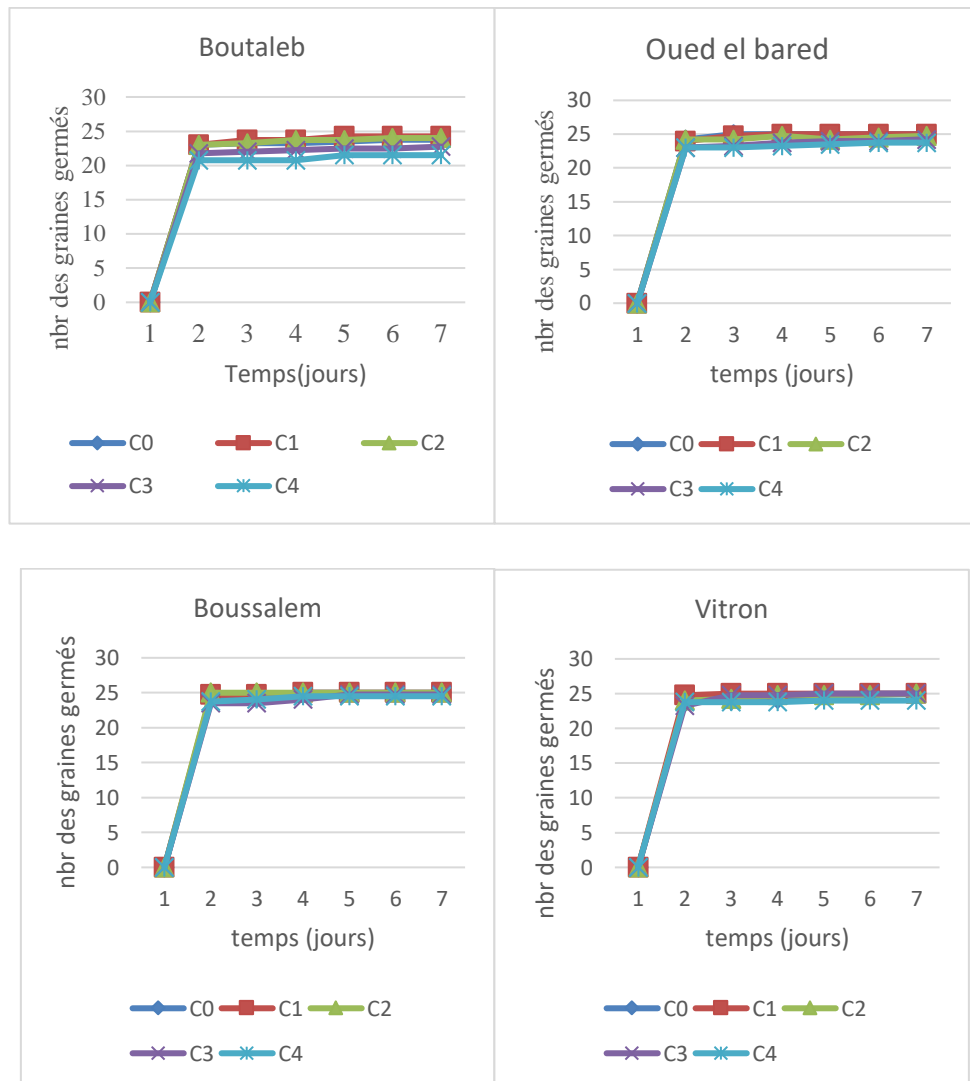 Boutaleb
nbr des graines germés
30
25
20
15
10
5
0
1 2 3 4 5 6 7
Temps(jours)
C0 C1 C2
C3 C4
Oued el bared
nbr des graines germés
30
25
20
15
10
5
0
1 2 3 4 5 6 7
temps (jours)
C0 C1 C2
C3 C4
Boussalem
nbr des graines germés
30
25
20
15
10
5
0
1 2 3 4 5 6 7
temps (jours)
C0 C1 C2
C3 C4
Vitron
nbr des graines germés
30
25
20
15
10
5
0
1 2 3 4 5 6 7
temps (jours)
C0 C1 C2
C3 C4